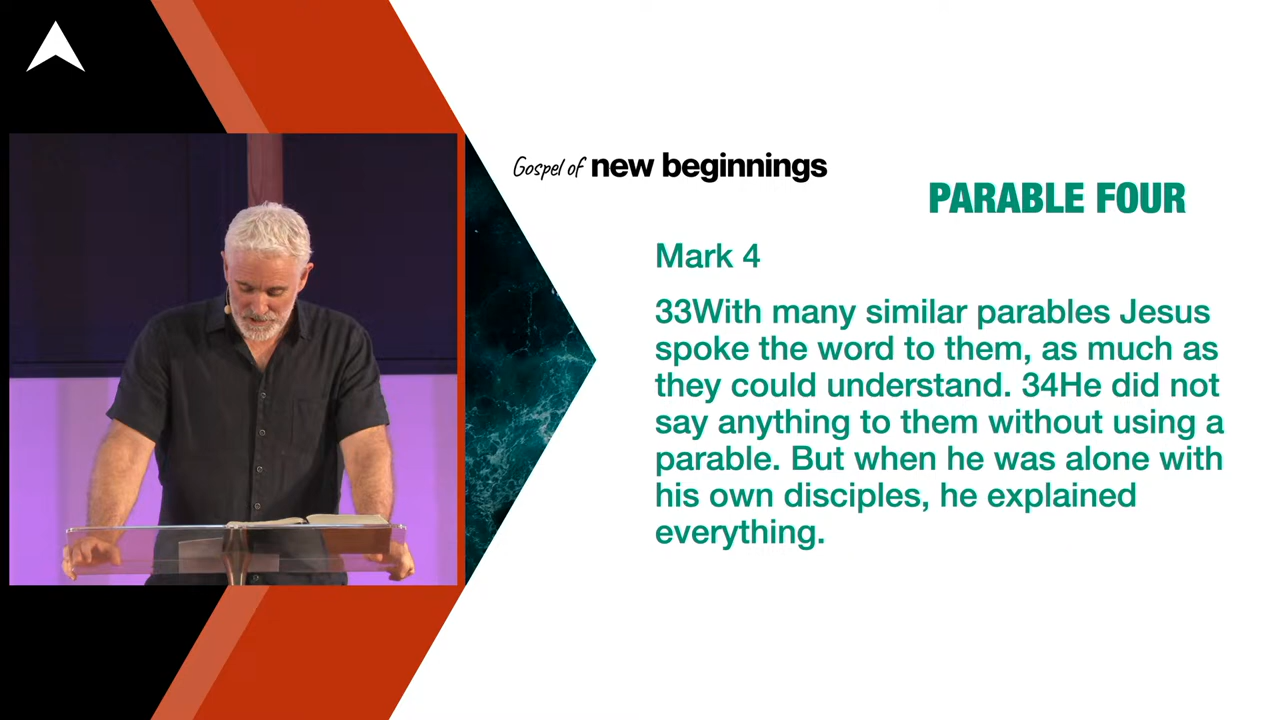 Gospel of new beginnings
PARABLE FOUR
Mark 4
33With many similar parables Jesus
spoke the word to them, as much as
they could understand. 34He did not
say anything to them without using a
parable. But when he was alone with
his own disciples, he explained
everything.